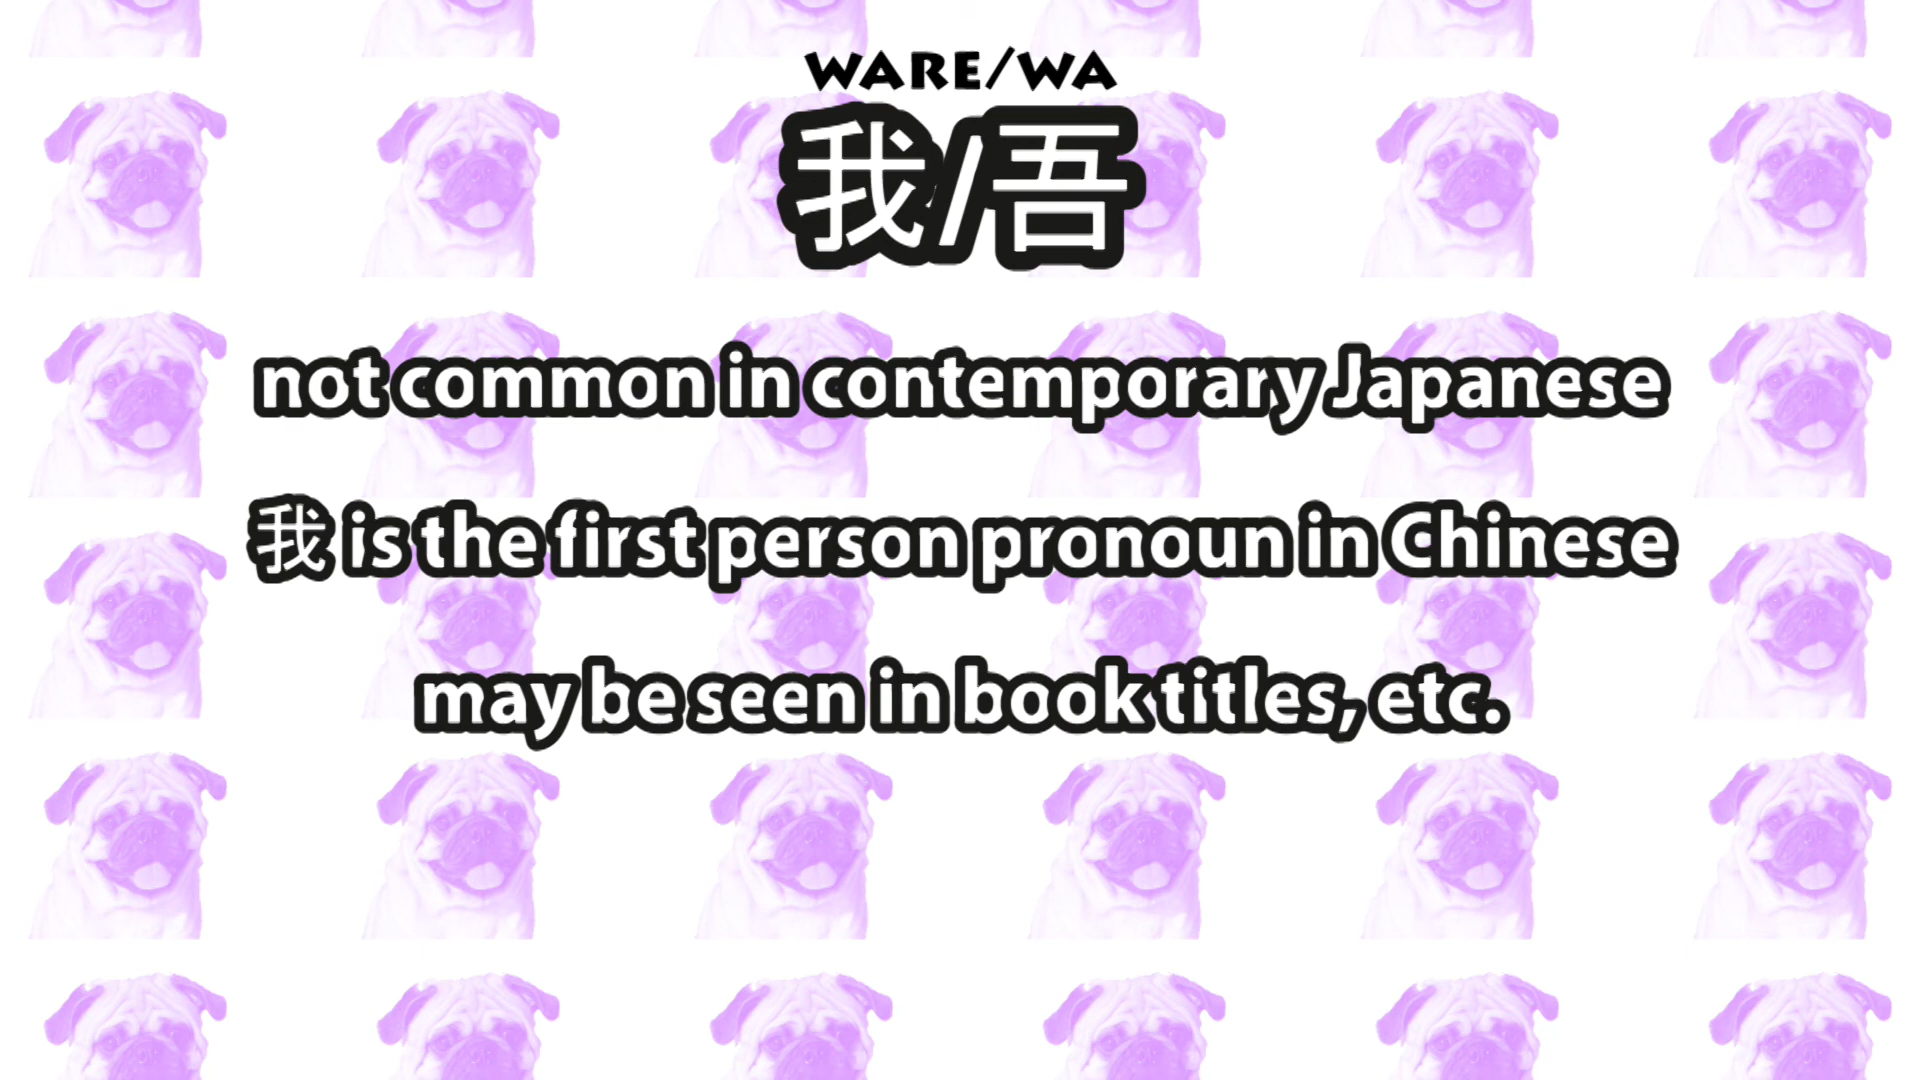 WARE/WA
我/吾
not common in contemporary Japanese
我 is the first person pronoun in Chinese
may be seen in book titles, etc.